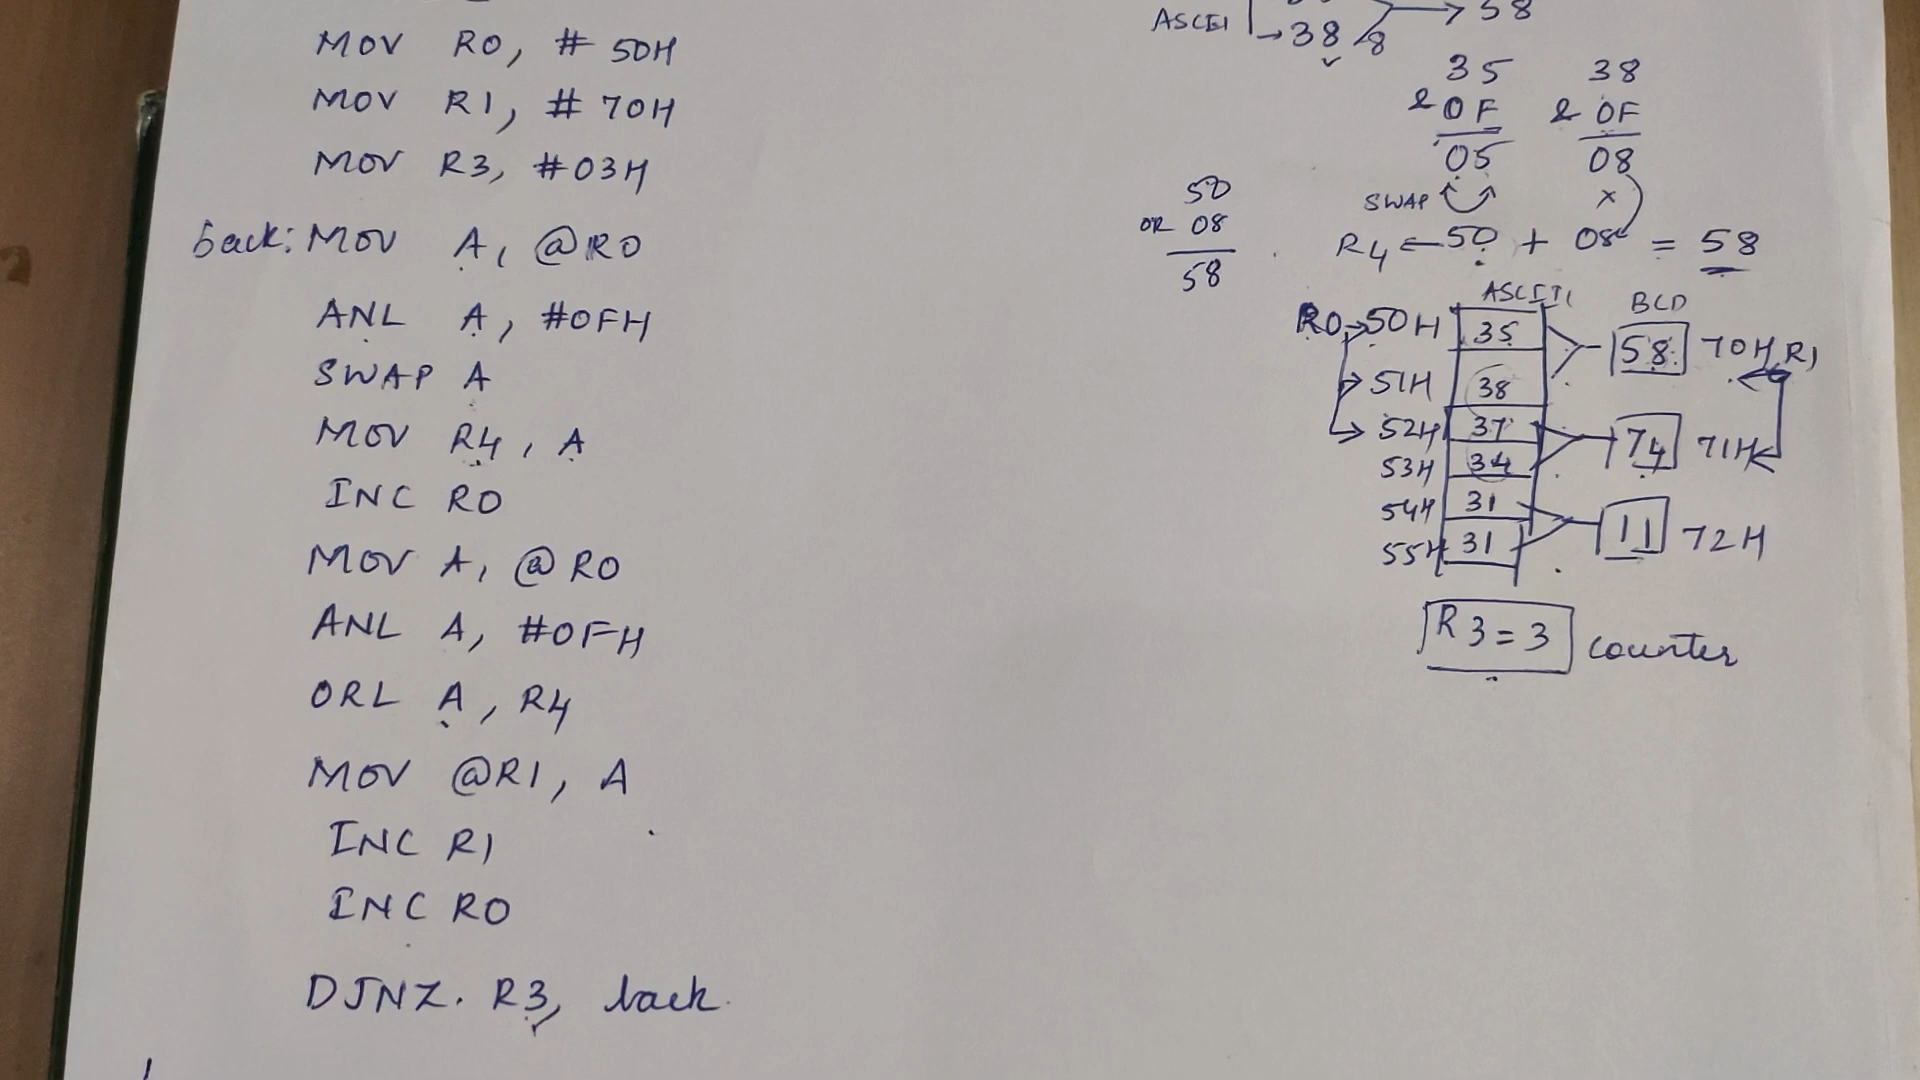 MOV R0, # 50H
MOV R1, # 70H
MOV R3, #03H
back: MOV A, @R0
ANL A, #0FH
SWAP A
MOV R4, A
INC R0
MOV A, @R0
ANL A, #0FH
ORL A, R4
MOV @R1, A
INC R1
INC R0
DJNZ. R3, back.
ASCII → 38 8 → 58
35 38
& 0F & 0F
05 08
SWAP x
50
OR 08
58
R4 ← 50 + 08 = 58
ASCII BCD
R0 → 50H 35 58 70H R1
51H 38
52H 37 74 71H
53H 34
54H 31 11 72H
55H 31
R3 = 3 counter